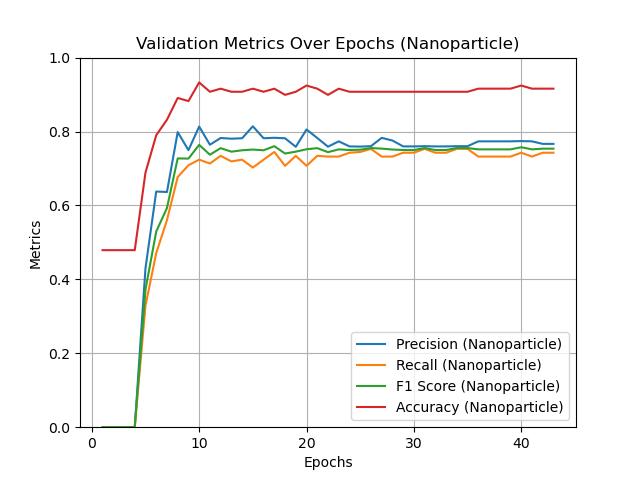 Validation Metrics Over Epochs (Nanoparticle)
1.0
0.8
0.6
0.4
0.2
0.0
Metrics
0
10
20
30
40
Epochs
Precision (Nanoparticle)
Recall (Nanoparticle)
F1 Score (Nanoparticle)
Accuracy (Nanoparticle)